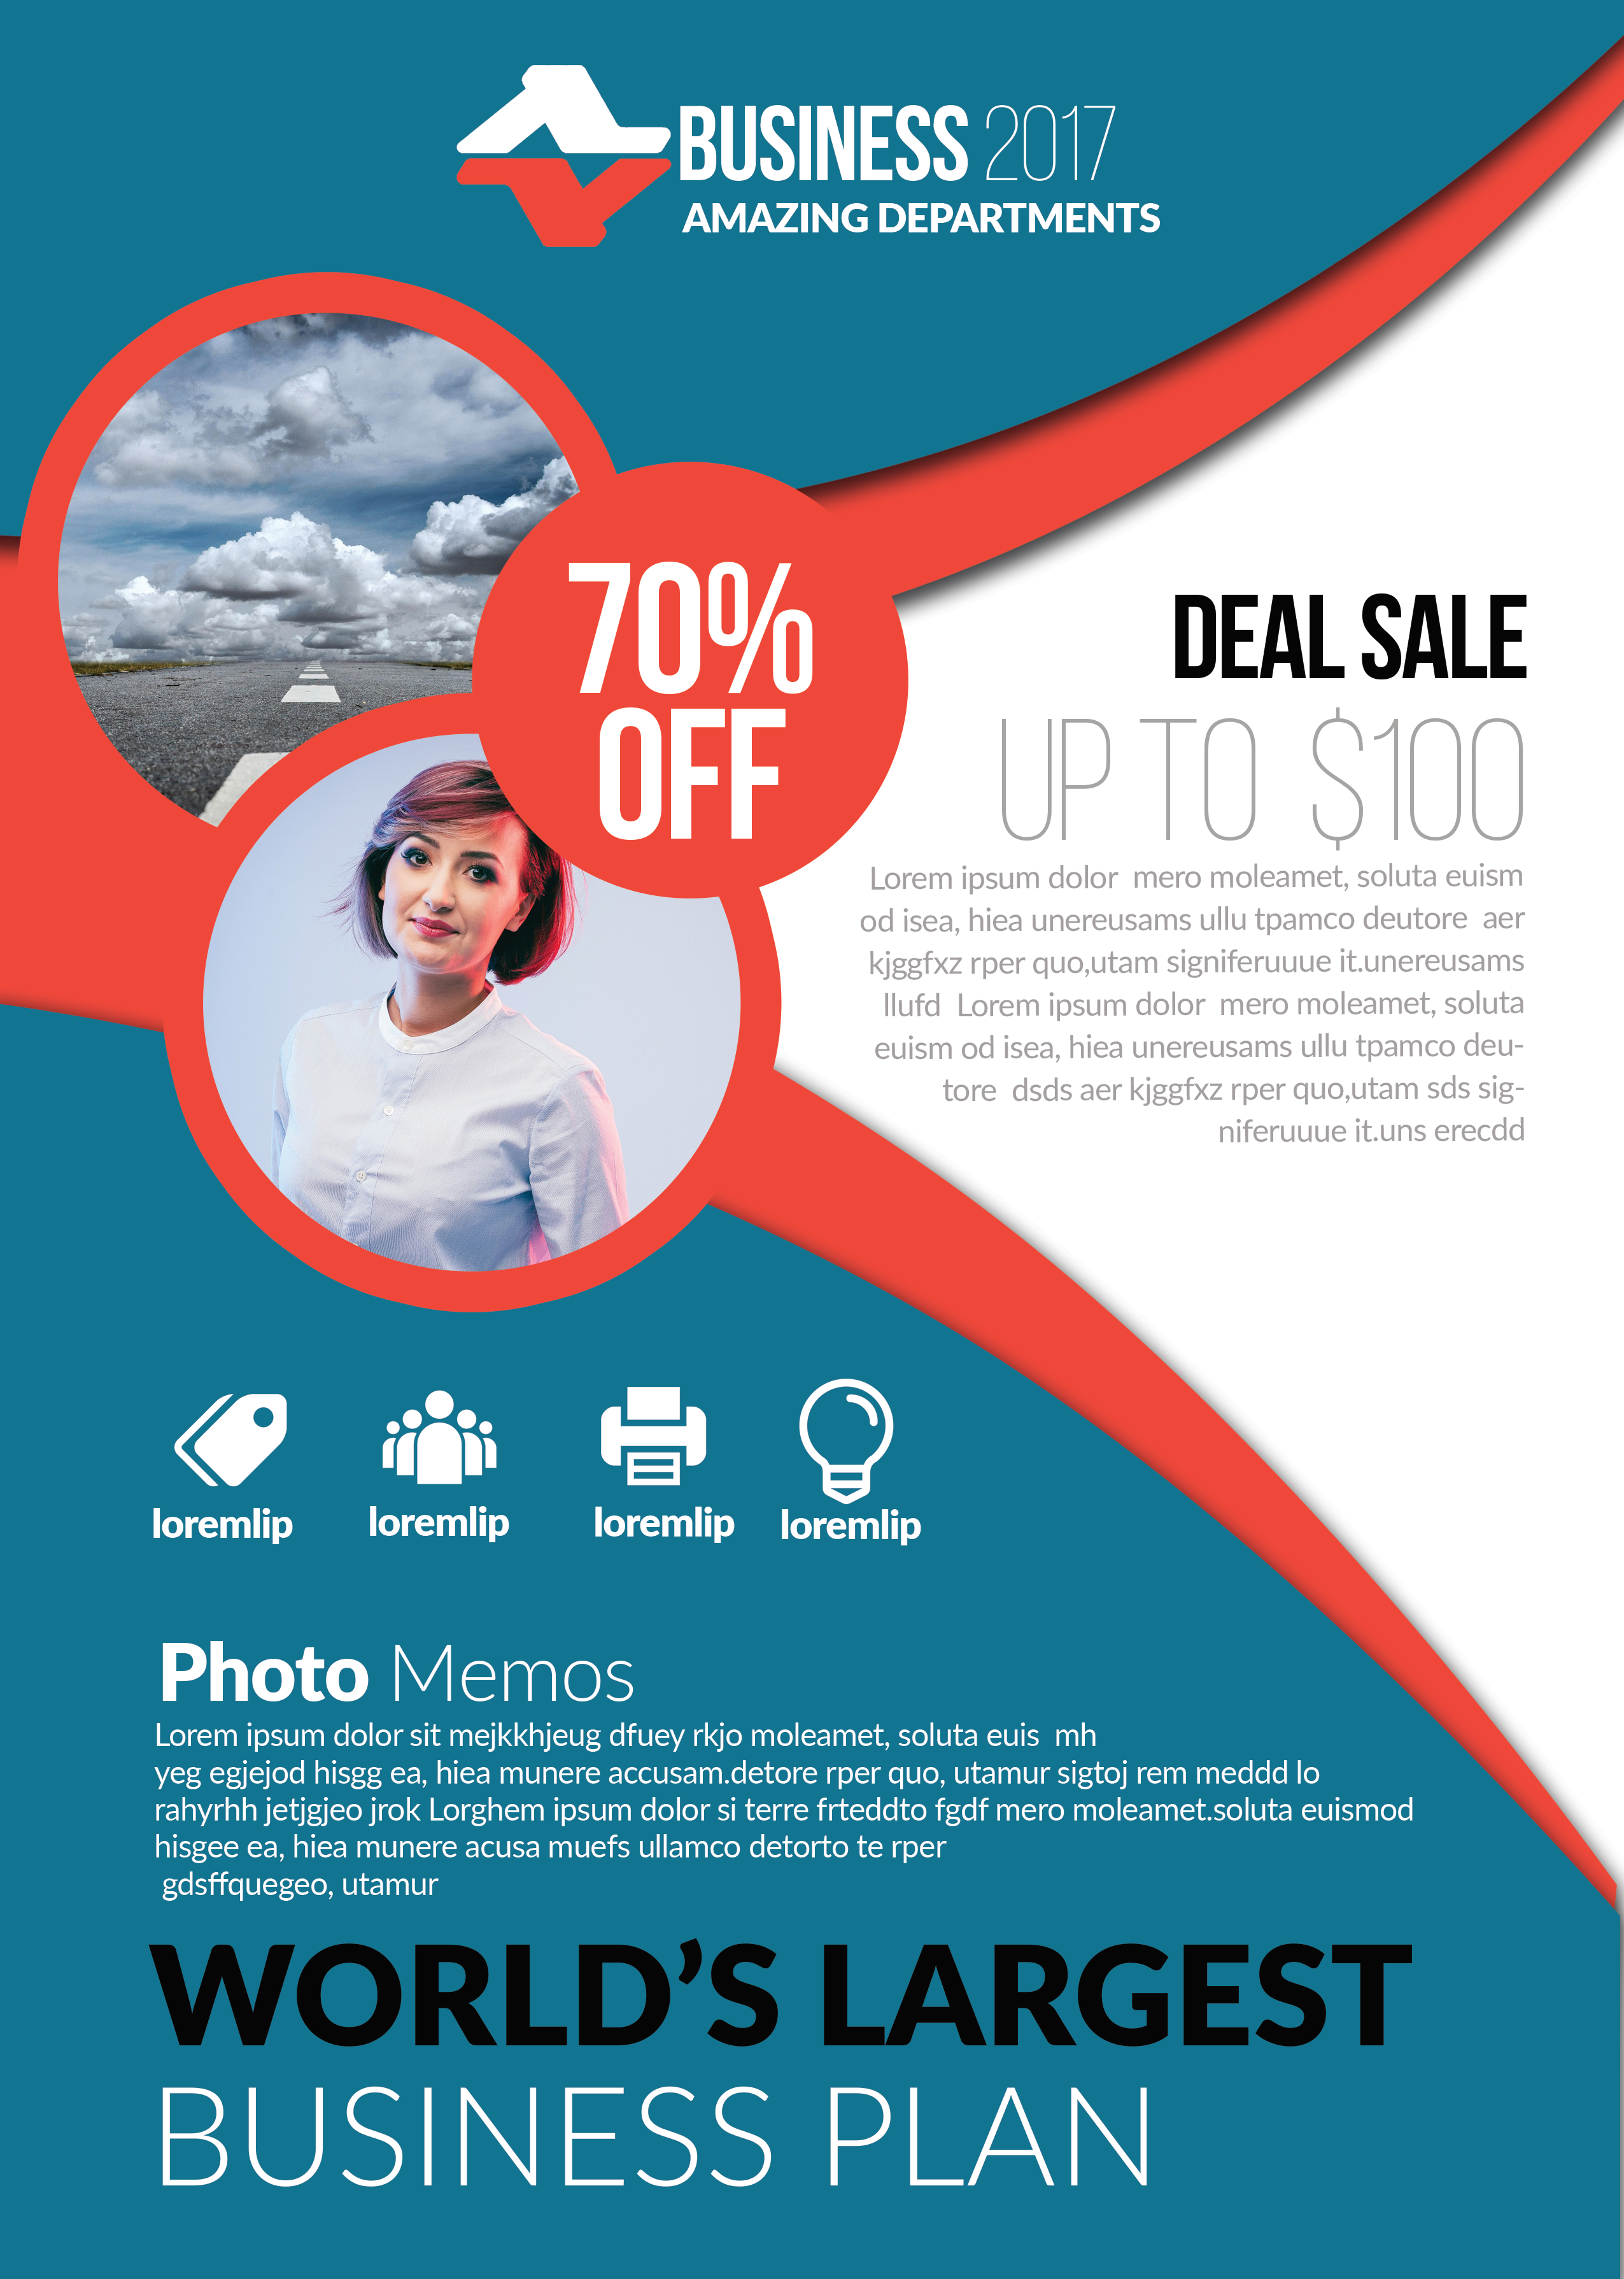 BUSINESS 2017
AMAZING DEPARTMENTS
70%
OFF
DEAL SALE
UP TO $100
Lorem ipsum dolor mero moleamet, soluta euism
od isea, hiea unereusams ullu tpamco deutore aer
kjggfxz rper quo,utam signiferuuue it.unereusams
llufd Lorem ipsum dolor mero moleamet, soluta
euism od isea, hiea unereusams ullu tpamco deu-
tore dsds aer kjggfxz rper quo,utam sds sig-
niferuuue it.uns erecdd
loremlip loremlip loremlip loremlip
Photo Memos
Lorem ipsum dolor sit mejkkhjeug dfuey rkjo moleamet, soluta euis mh
yeg egjejod hisgg ea, hiea munere accusam.detore rper quo, utamur sigtoj rem meddd lo
rahyrhh jetjgjeo jrok Lorghem ipsum dolor si terre frteddto fgdf mero moleamet.soluta euismod
hisgee ea, hiea munere acusa muefs ullamco detorto te rper
gdsffquegeo, utamur
WORLD'S LARGEST
BUSINESS PLAN